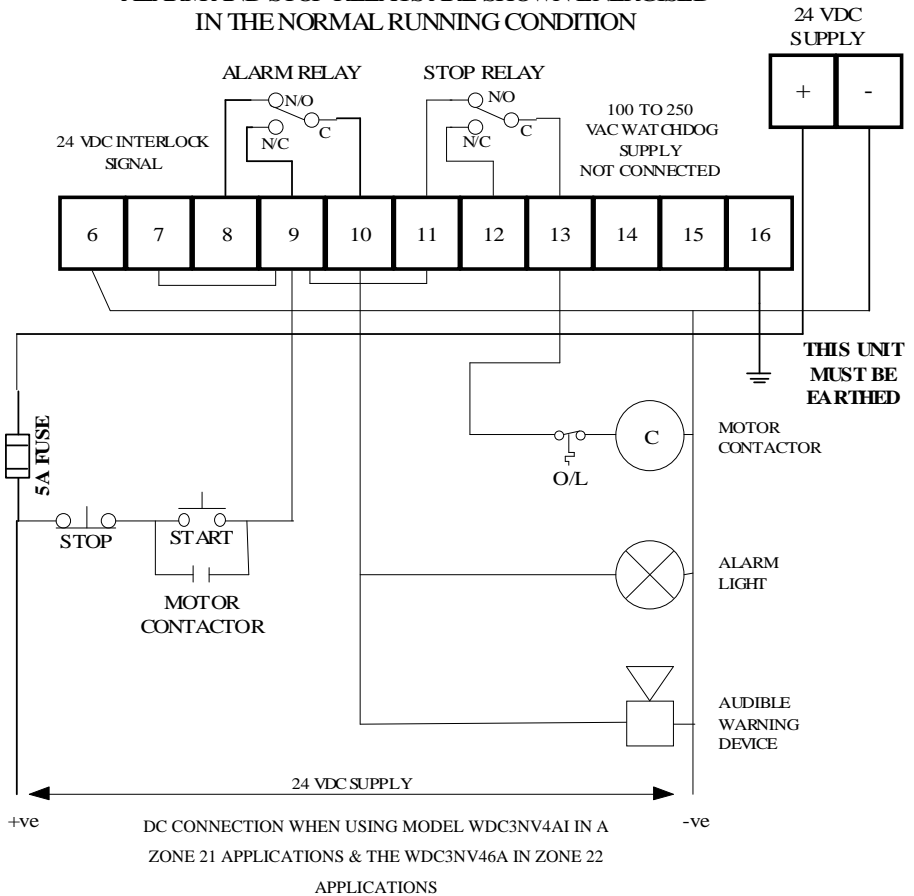 IN THE NORMAL RUNNING CONDITION
24 VDC
SUPPLY
+ -
ALARM RELAY
STOP RELAY
N/O
C
N/C
N/O
C
N/C
24 VDC INTERLOCK
SIGNAL
100 TO 250
VAC WATCHDOG
SUPPLY
NOT CONNECTED
6 7 8 9 10 11 12 13 14 15 16
THIS UNIT
MUST BE
EARTHED
5A FUSE
STOP
START
MOTOR
CONTACTOR
O/L
C
MOTOR
CONTACTOR
ALARM
LIGHT
AUDIBLE
WARNING
DEVICE
24 VDC SUPPLY
+ve
-ve
DC CONNECTION WHEN USING MODEL WDC3NV4AI IN A
ZONE 21 APPLICATIONS & THE WDC3NV46A IN ZONE 22
APPLICATIONS